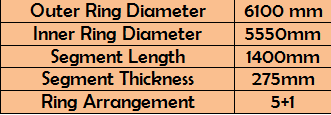 Outer Ring Diameter 6100 mm
Inner Ring Diameter 5550mm
Segment Length 1400mm
Segment Thickness 275mm
Ring Arrangement 5+1